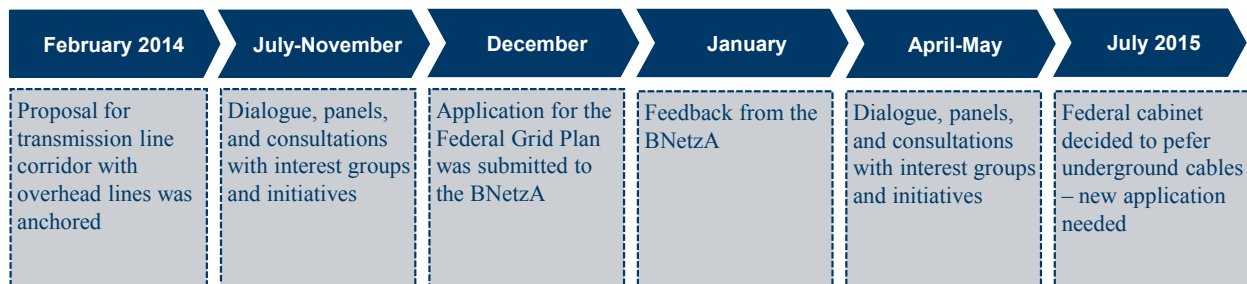 February 2014
July-November
December
January
April-May
July 2015
Proposal for
transmission line
corridor with
overhead lines was
anchored
Dialogue, panels,
and consultations
with interest groups
and initiatives
Application for the
Federal Grid Plan
was submitted to
the BNetzA
Feedback from the
BNetzA
Dialogue, panels,
and consultations
with interest groups
and initiatives
Federal cabinet
decided to pefer
underground cables
– new application
needed